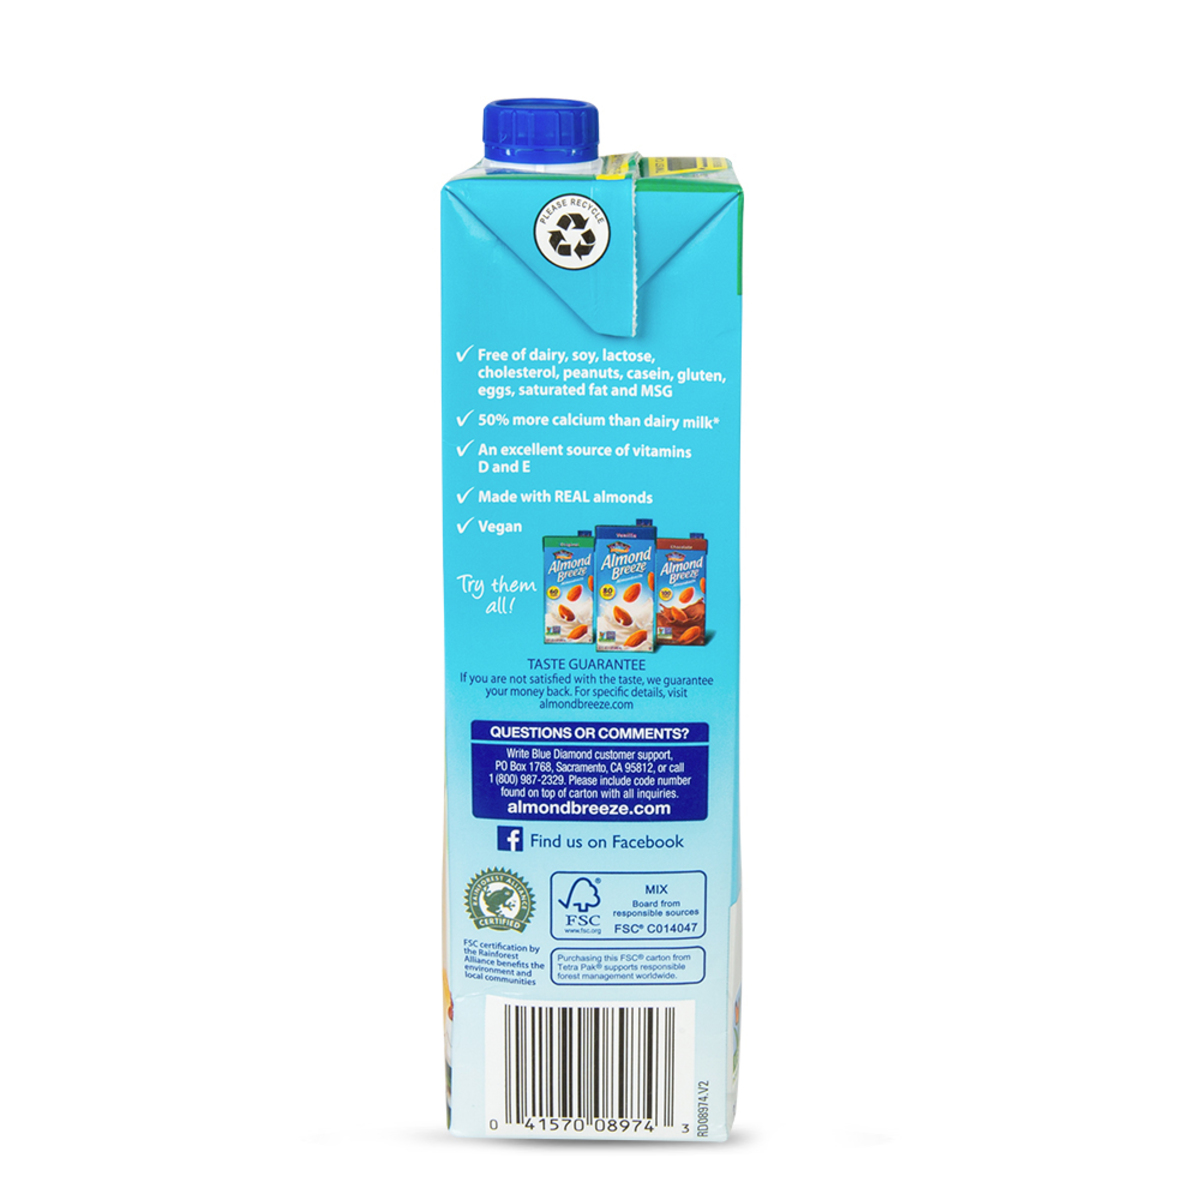 PLEASE RECYCLE
Free of dairy, soy, lactose,
cholesterol, peanuts, casein, gluten,
eggs, saturated fat and MSG
50% more calcium than dairy milk*
An excellent source of vitamins
D and E
Made with REAL almonds
Vegan
Try them
all!
Original
Almond
Breeze
60
Vanilla
Almond
Breeze
80
Chocolate
Almond
Breeze
100
TASTE GUARANTEE
If you are not satisfied with the taste, we guarantee
your money back. For specific details, visit
almondbreeze.com
QUESTIONS OR COMMENTS?
Write Blue Diamond customer support,
PO Box 1768, Sacramento, CA 95812, or call
1 (800) 987-2329. Please include code number
found on top of carton with all inquiries.
almondbreeze.com
f Find us on Facebook
RAINFOREST ALLIANCE
CERTIFIED
FSC certification by
the Rainforest
Alliance benefits the
environment and
local communities
FSC
www.fsc.org
MIX
Board from
responsible sources
FSC® C014047
Purchasing this FSC® carton from
Tetra Pak® supports responsible
forest management worldwide.
0 41570 08974 3
RD08974.V2